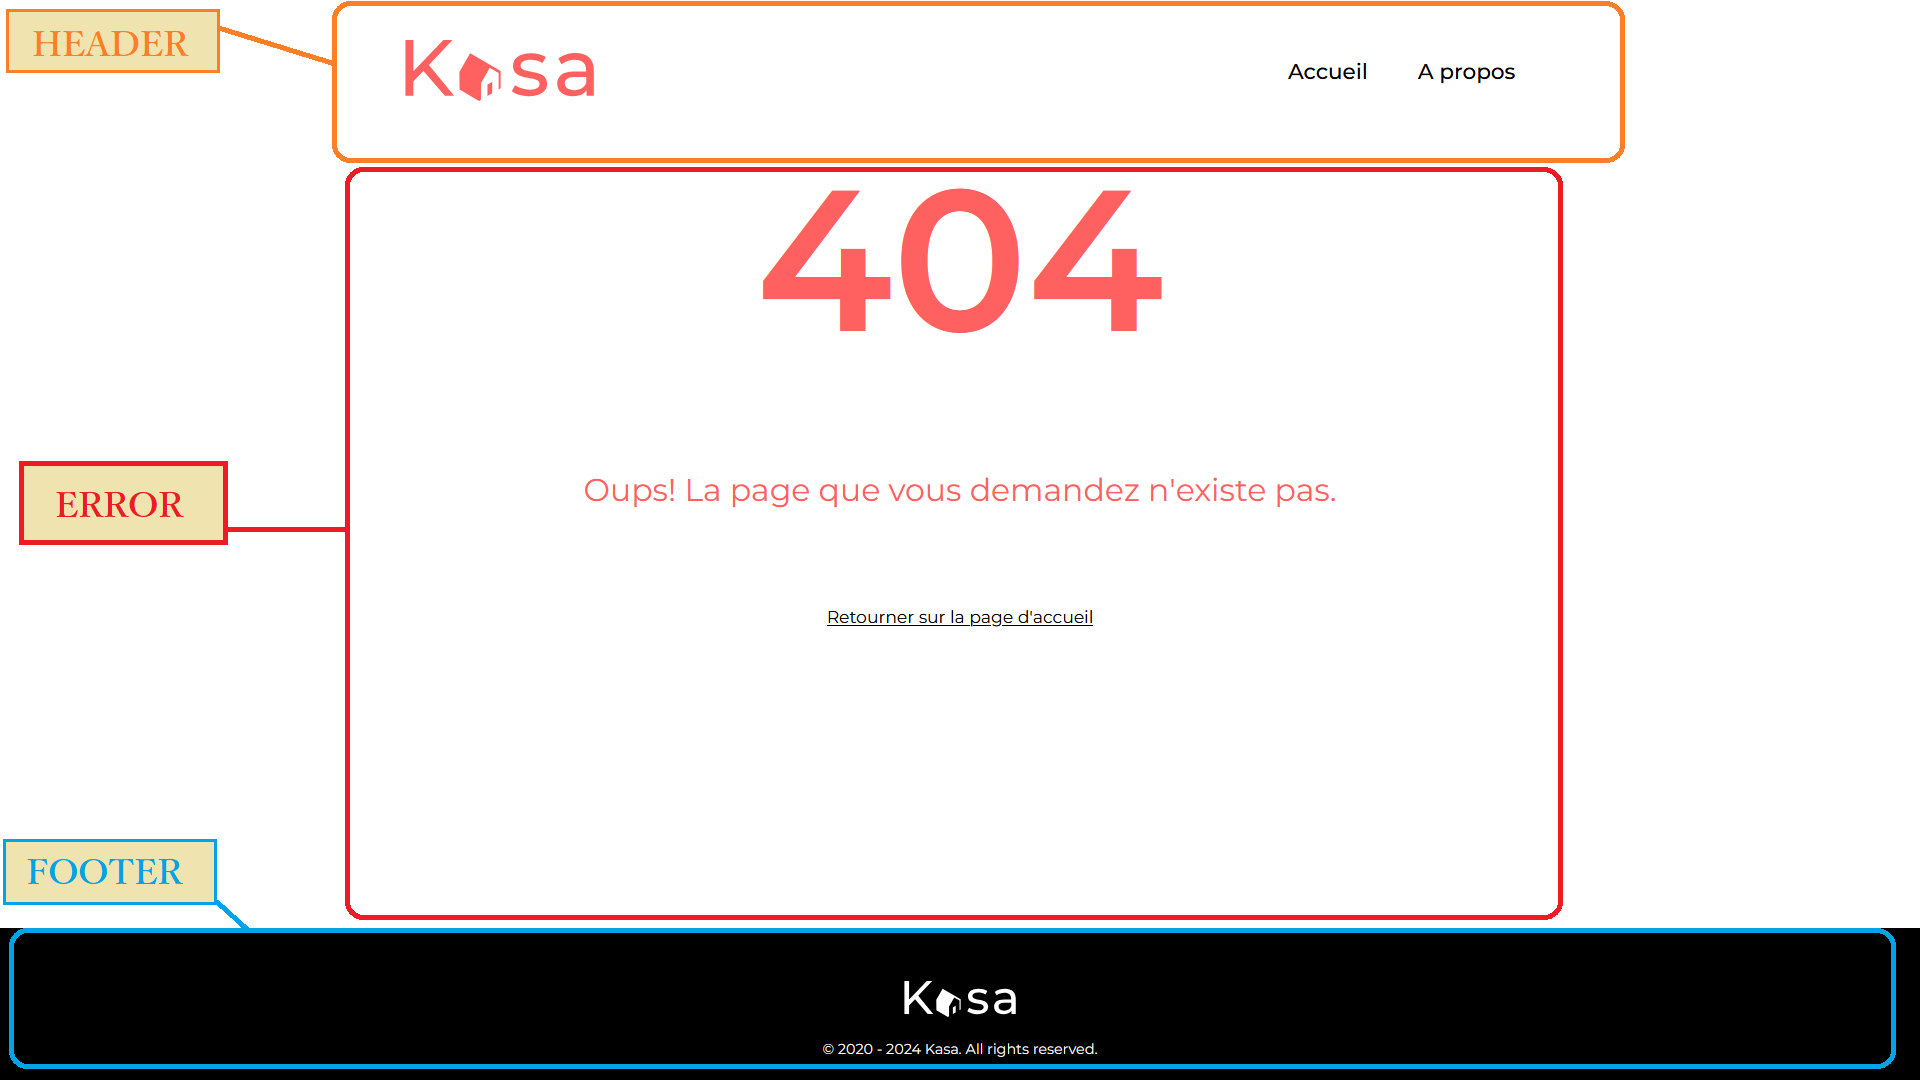 HEADER
Kasa
Accueil
A propos
404
ERROR
Oups! La page que vous demandez n'existe pas.
Retourner sur la page d'accueil
FOOTER
Kasa
© 2020 - 2024 Kasa. All rights reserved.